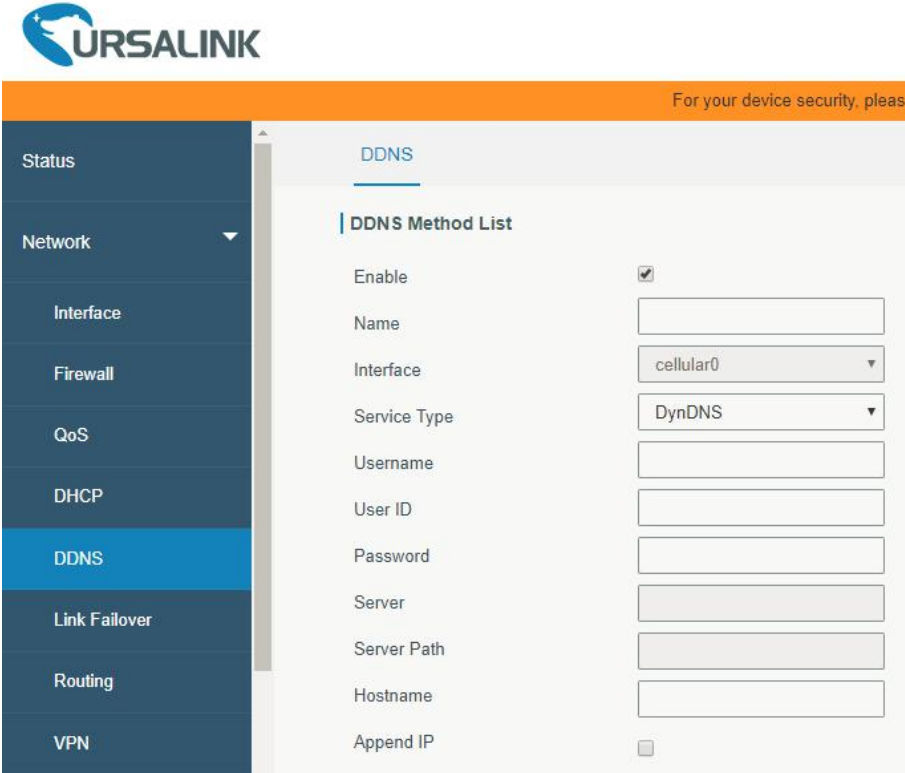 URSALINK
For your device security, pleas
Status
Network
Interface
Firewall
QoS
DHCP
DDNS
Link Failover
Routing
VPN
DDNS
DDNS Method List
Enable
Name
Interface cellular0
Service Type DynDNS
Username
User ID
Password
Server
Server Path
Hostname
Append IP